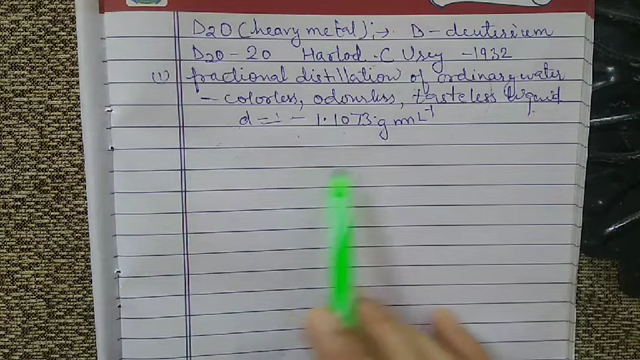 D2O (heavy metal) ;→ D - deuterium
D2O - 20 Harlod . C Usey - 1932
(1) fractional distillation of ordinary water
- colorless, odourless, tasteless liquid
d = - 1.1073 g mL⁻¹